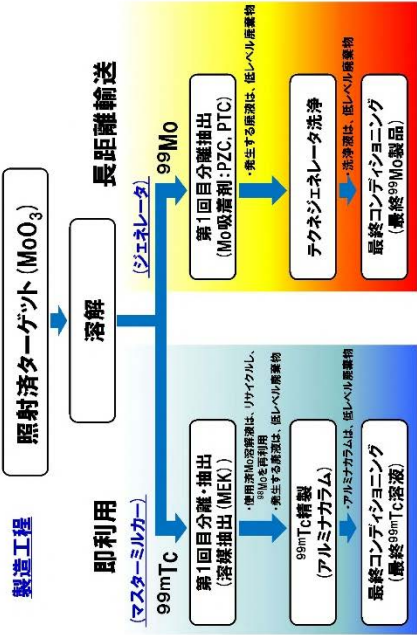 製造工程
照射済ターゲット(MoO₃)
溶解
即利用
(マスターミルカー)
⁹⁹ᵐTc
第1回目分離・抽出
(溶媒抽出(MEK))
・使用済Mo溶解液は、リサイクルし、
⁹⁸Moを再利用
・発生する廃液は、低レベル廃棄物
⁹⁹ᵐTc精製
(アルミナカラム)
・アルミナカラムは、低レベル廃棄物
最終コンディショニング
(最終⁹⁹ᵐTc溶液)
長距離輸送
(ジェネレータ)
⁹⁹Mo
第1回目分離抽出
(Mo吸着剤:PZC, PTC)
・発生する廃液は、低レベル廃棄物
テクネジェネレータ洗浄
・洗浄液は、低レベル廃棄物
最終コンディショニング
(最終⁹⁹Mo製品)